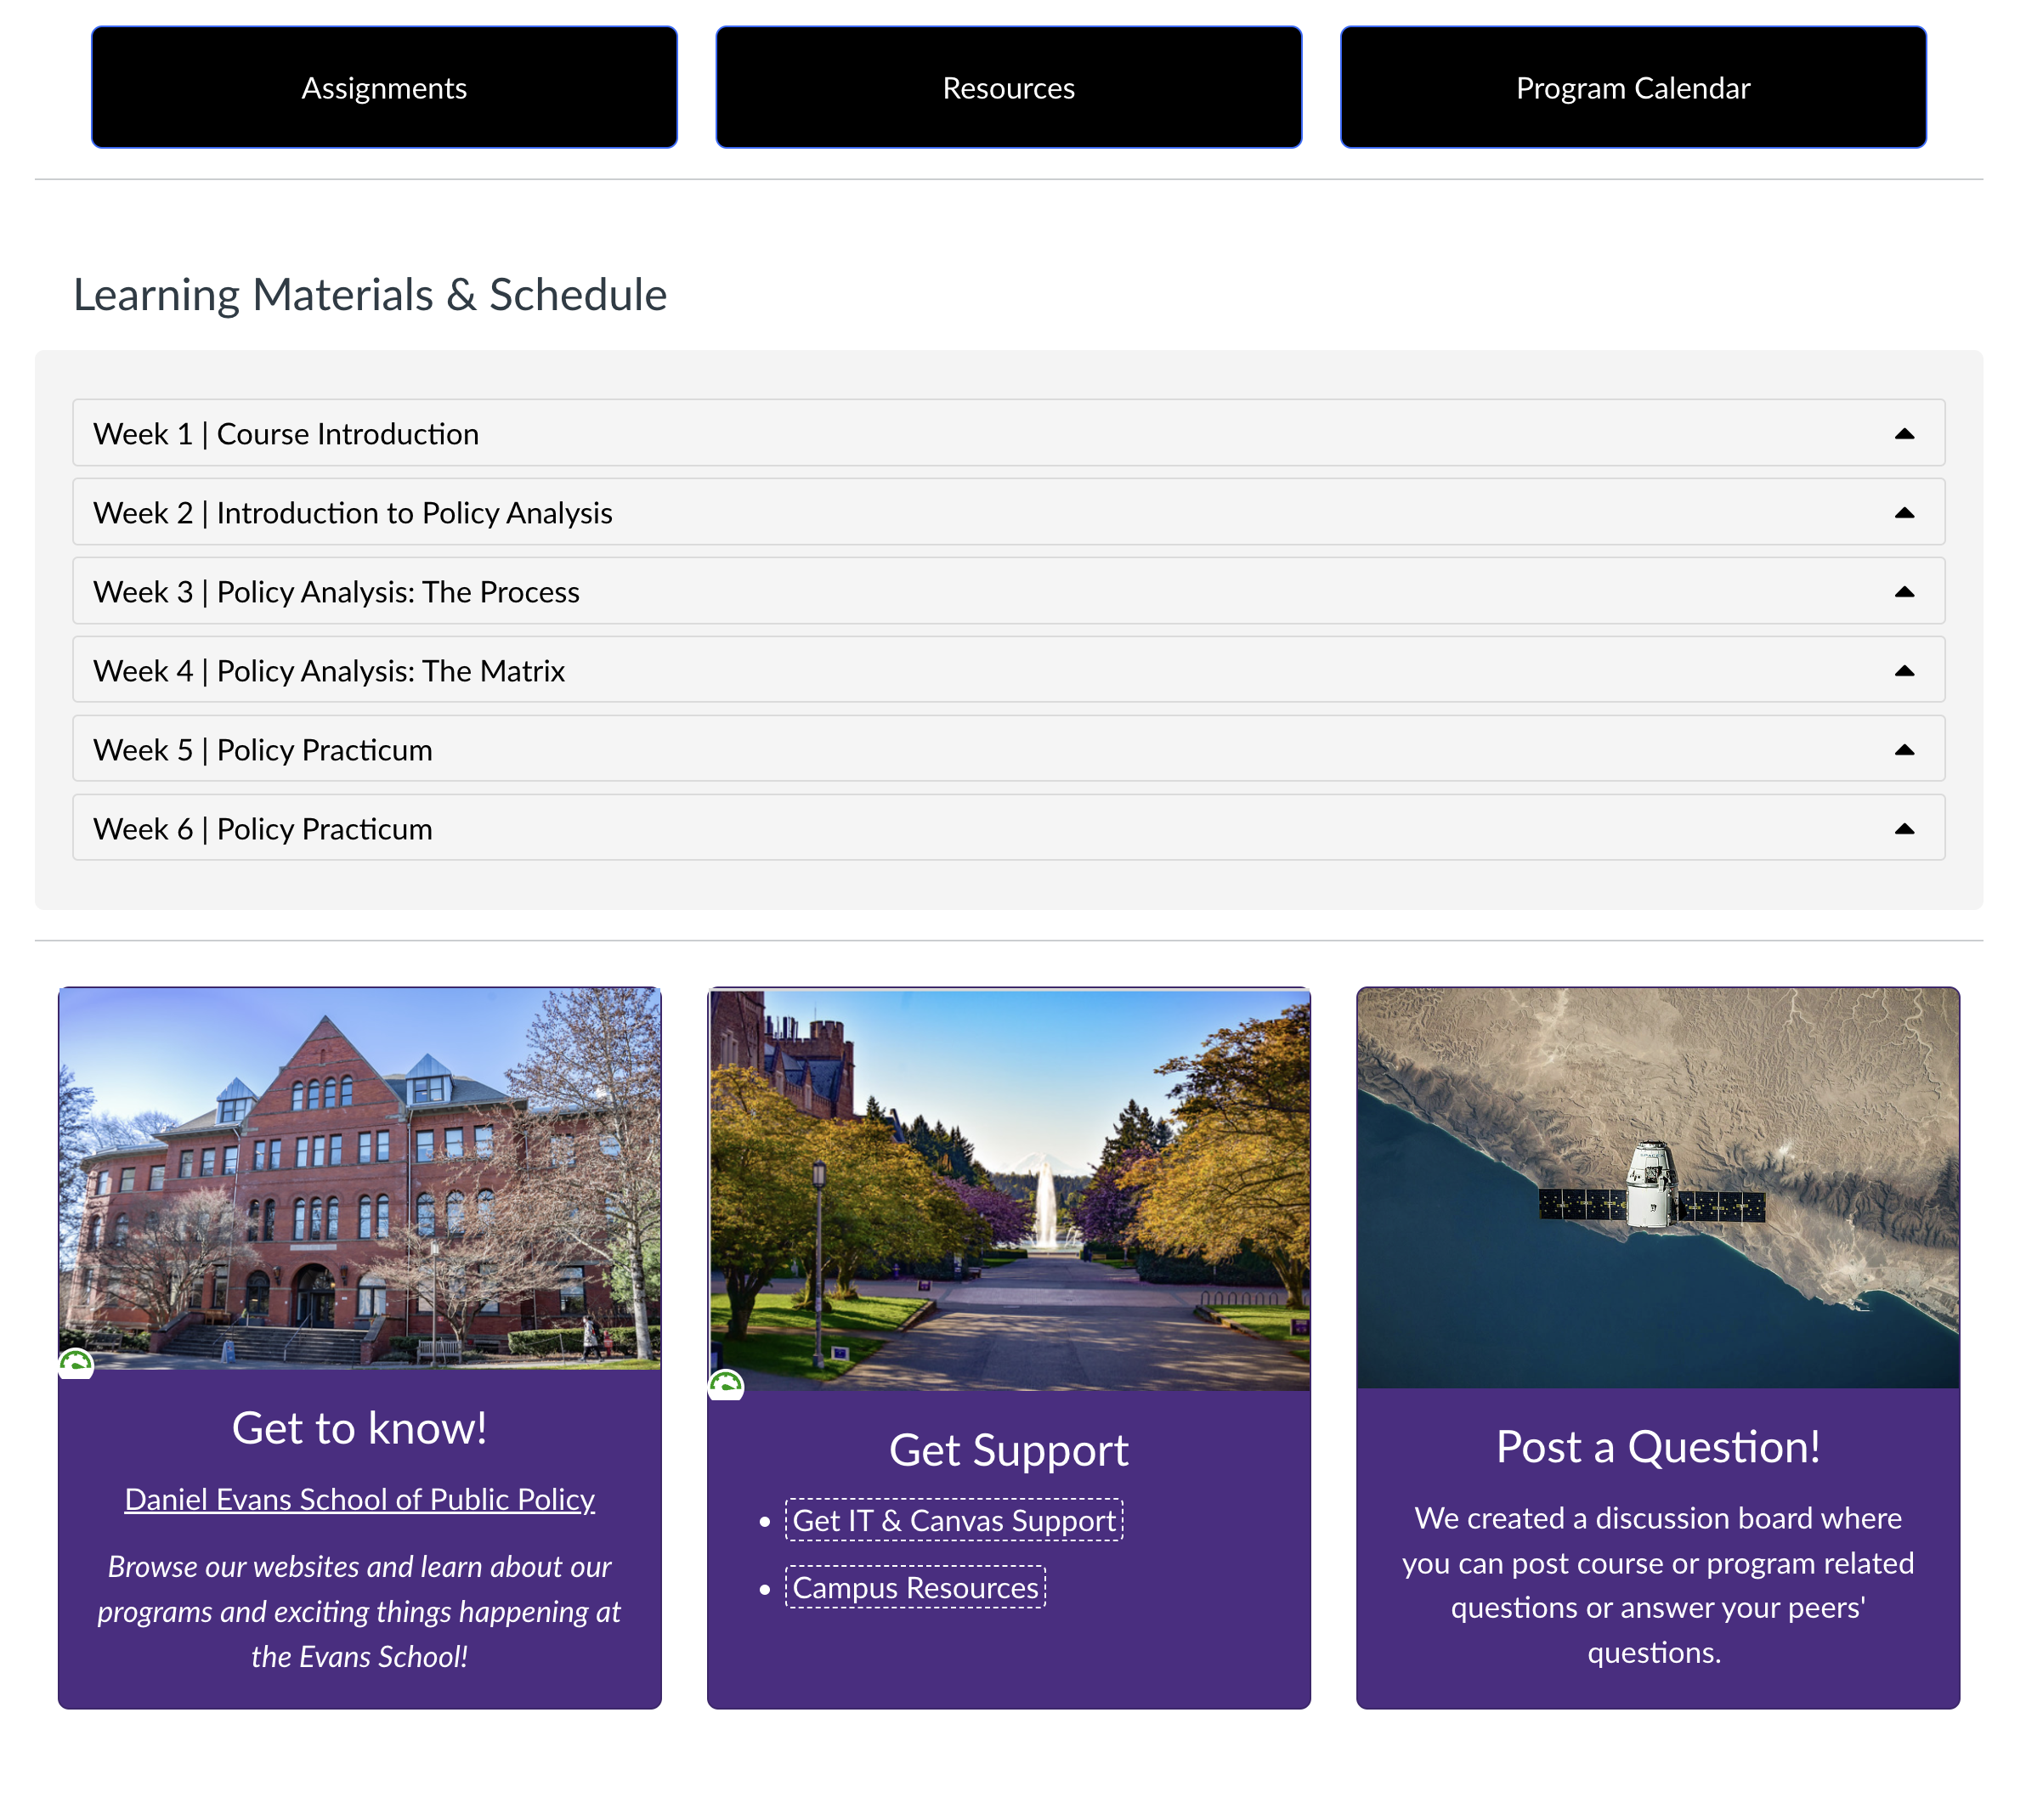 Assignments
Resources
Program Calendar
Learning Materials & Schedule
Week 1 | Course Introduction
Week 2 | Introduction to Policy Analysis
Week 3 | Policy Analysis: The Process
Week 4 | Policy Analysis: The Matrix
Week 5 | Policy Practicum
Week 6 | Policy Practicum
Get to know!
Daniel Evans School of Public Policy
Browse our websites and learn about our
programs and exciting things happening at
the Evans School!
Get Support
Get IT & Canvas Support
Campus Resources
Post a Question!
We created a discussion board where
you can post course or program related
questions or answer your peers'
questions.